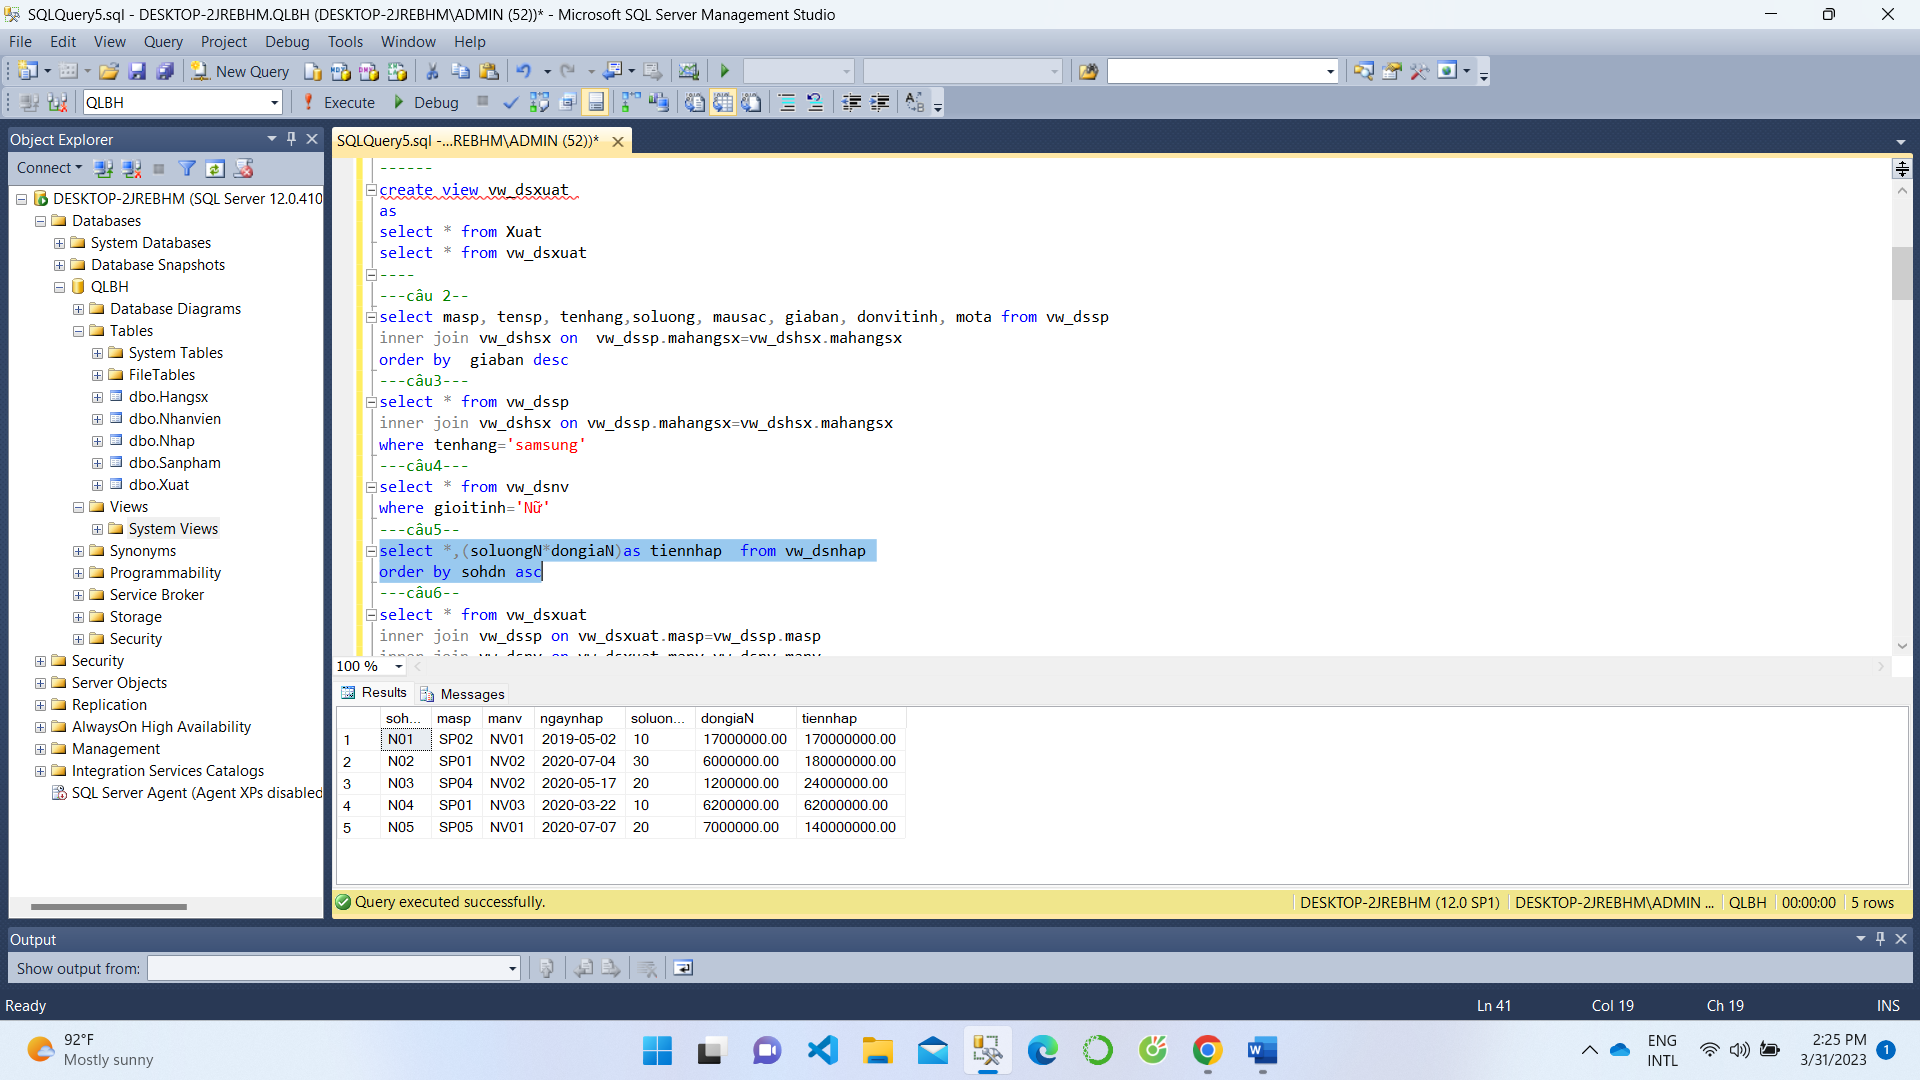 SQLQuery5.sql - DESKTOP-2JREBHM.QLBH (DESKTOP-2JREBHM\ADMIN (52))* - Microsoft SQL Server Management Studio
File Edit View Query Project Debug Tools Window Help
New Query
QLBH Execute Debug
Object Explorer
Connect
DESKTOP-2JREBHM (SQL Server 12.0.410
Databases
System Databases
Database Snapshots
QLBH
Database Diagrams
Tables
System Tables
FileTables
dbo.Hangsx
dbo.Nhanvien
dbo.Nhap
dbo.Sanpham
dbo.Xuat
Views
System Views
Synonyms
Programmability
Service Broker
Storage
Security
Security
Server Objects
Replication
AlwaysOn High Availability
Management
Integration Services Catalogs
SQL Server Agent (Agent XPs disabled
SQLQuery5.sql -...REBHM\ADMIN (52))*
------
create view vw_dsxuat
as
select * from Xuat
select * from vw_dsxuat
----
---câu 2--
select masp, tensp, tenhang,soluong, mausac, giaban, donvitinh, mota from vw_dssp
inner join vw_dshsx on  vw_dssp.mahangsx=vw_dshsx.mahangsx
order by  giaban desc
---câu3---
select * from vw_dssp
inner join vw_dshsx on vw_dssp.mahangsx=vw_dshsx.mahangsx
where tenhang='samsung'
---câu4---
select * from vw_dsnv
where gioitinh='Nữ'
---câu5--
select *,(soluongN*dongiaN)as tiennhap  from vw_dsnhap
order by sohdn asc
---câu6--
select * from vw_dsxuat
inner join vw_dssp on vw_dsxuat.masp=vw_dssp.masp
inner join vw_dsnv on vw_dsxuat.manv=vw_dsnv.manv
100 %
Results Messages
soh... masp manv ngaynhap soluon... dongiaN tiennhap
1 N01 SP02 NV01 2019-05-02 10 17000000.00 170000000.00
2 N02 SP01 NV02 2020-07-04 30 6000000.00 180000000.00
3 N03 SP04 NV02 2020-05-17 20 1200000.00 24000000.00
4 N04 SP01 NV03 2020-03-22 10 6200000.00 62000000.00
5 N05 SP05 NV01 2020-07-07 20 7000000.00 140000000.00
Query executed successfully. DESKTOP-2JREBHM (12.0 SP1) DESKTOP-2JREBHM\ADMIN ... QLBH 00:00:00 5 rows
Output
Show output from:
Ready Ln 41 Col 19 Ch 19 INS
92°F
Mostly sunny
ENG
INTL
2:25 PM
3/31/2023
1